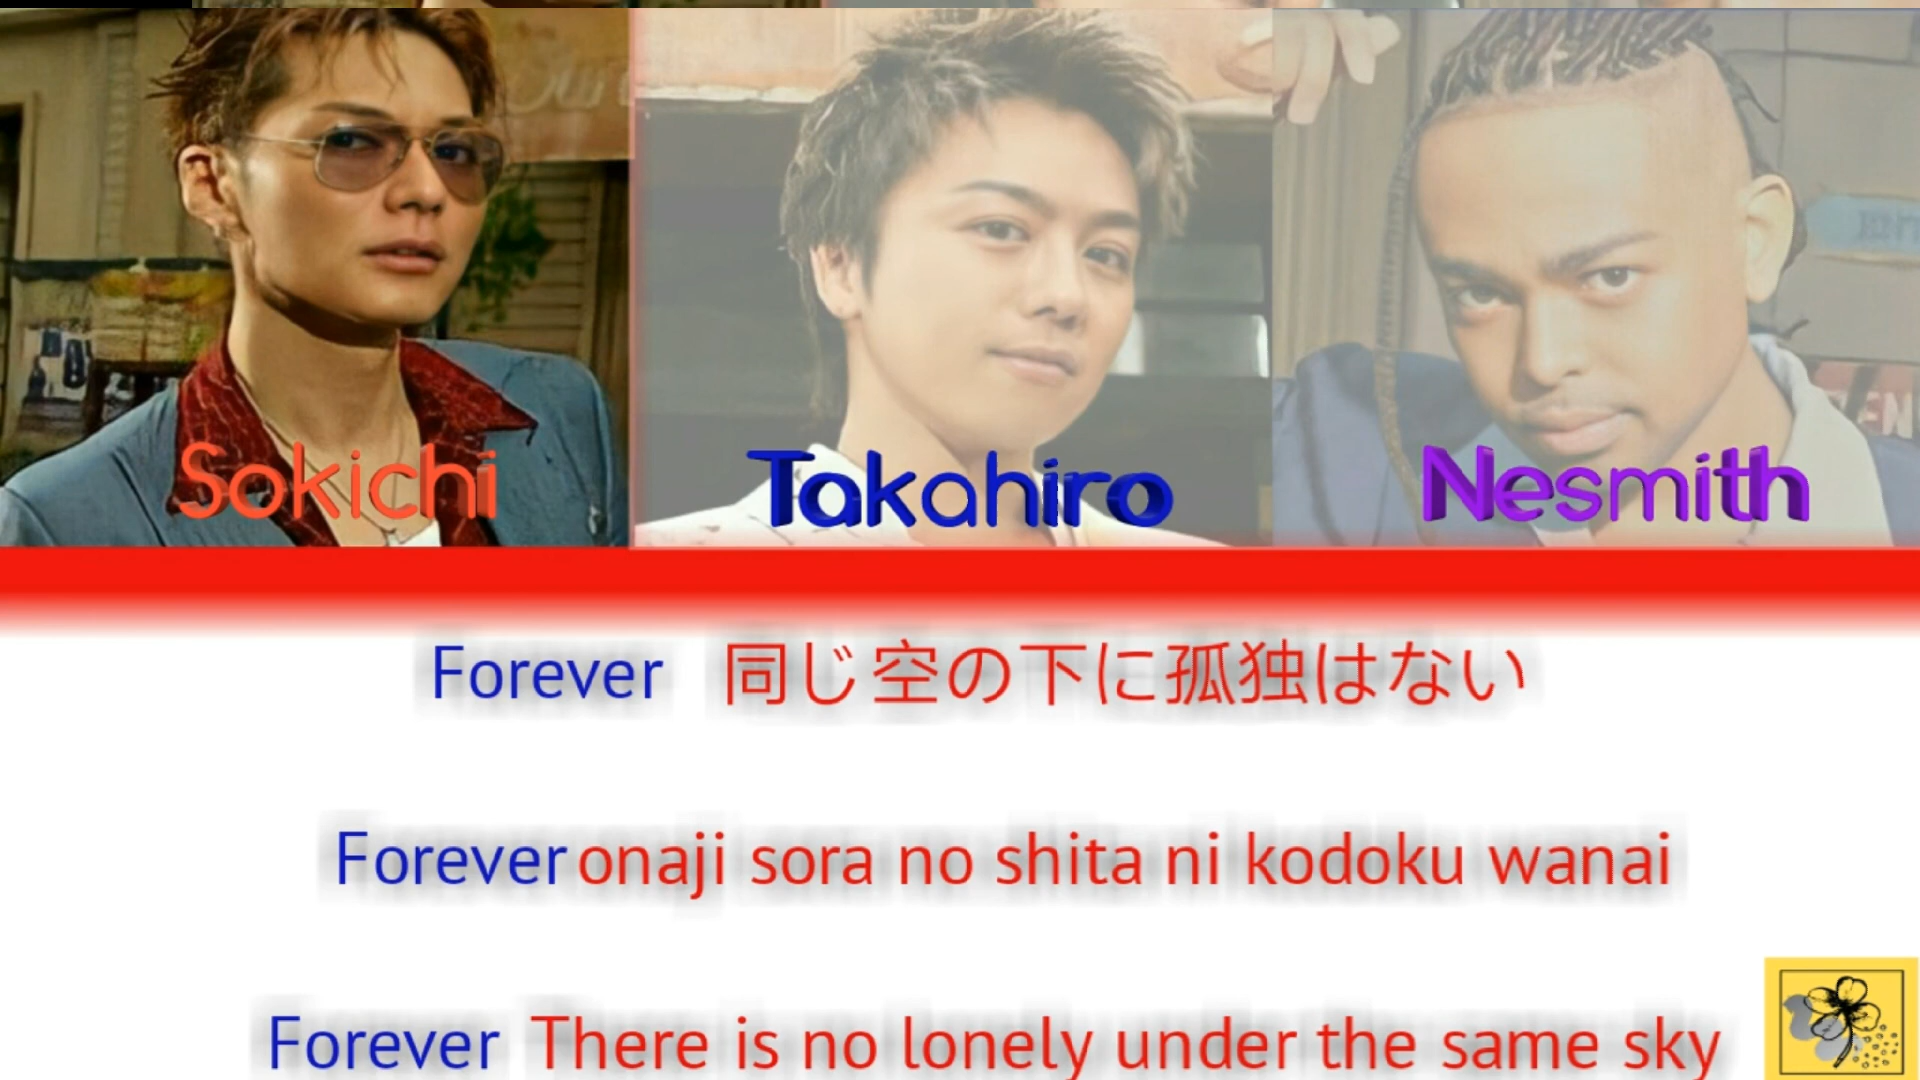 Sokichi Takahiro Nesmith
Forever 同じ空の下に孤独はない
Forever onaji sora no shita ni kodoku wanai
Forever There is no lonely under the same sky